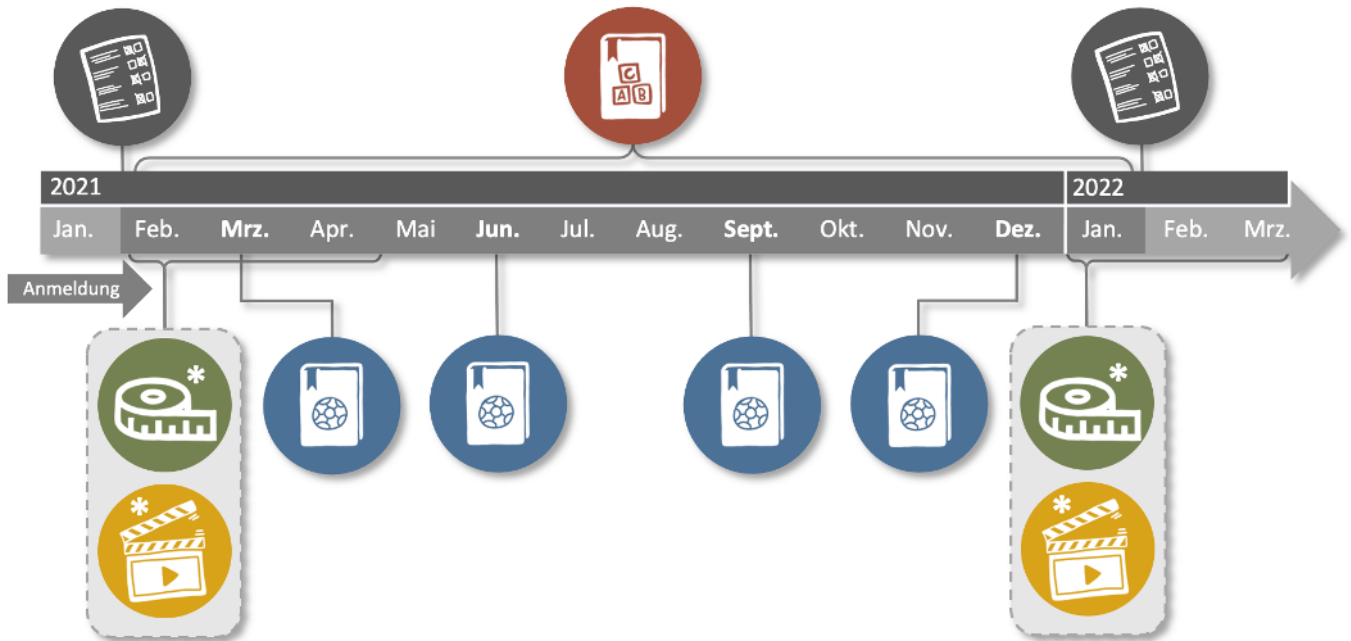 C
A B
2021 2022
Jan. Feb. Mrz. Apr. Mai Jun. Jul. Aug. Sept. Okt. Nov. Dez. Jan. Feb. Mrz.
Anmeldung